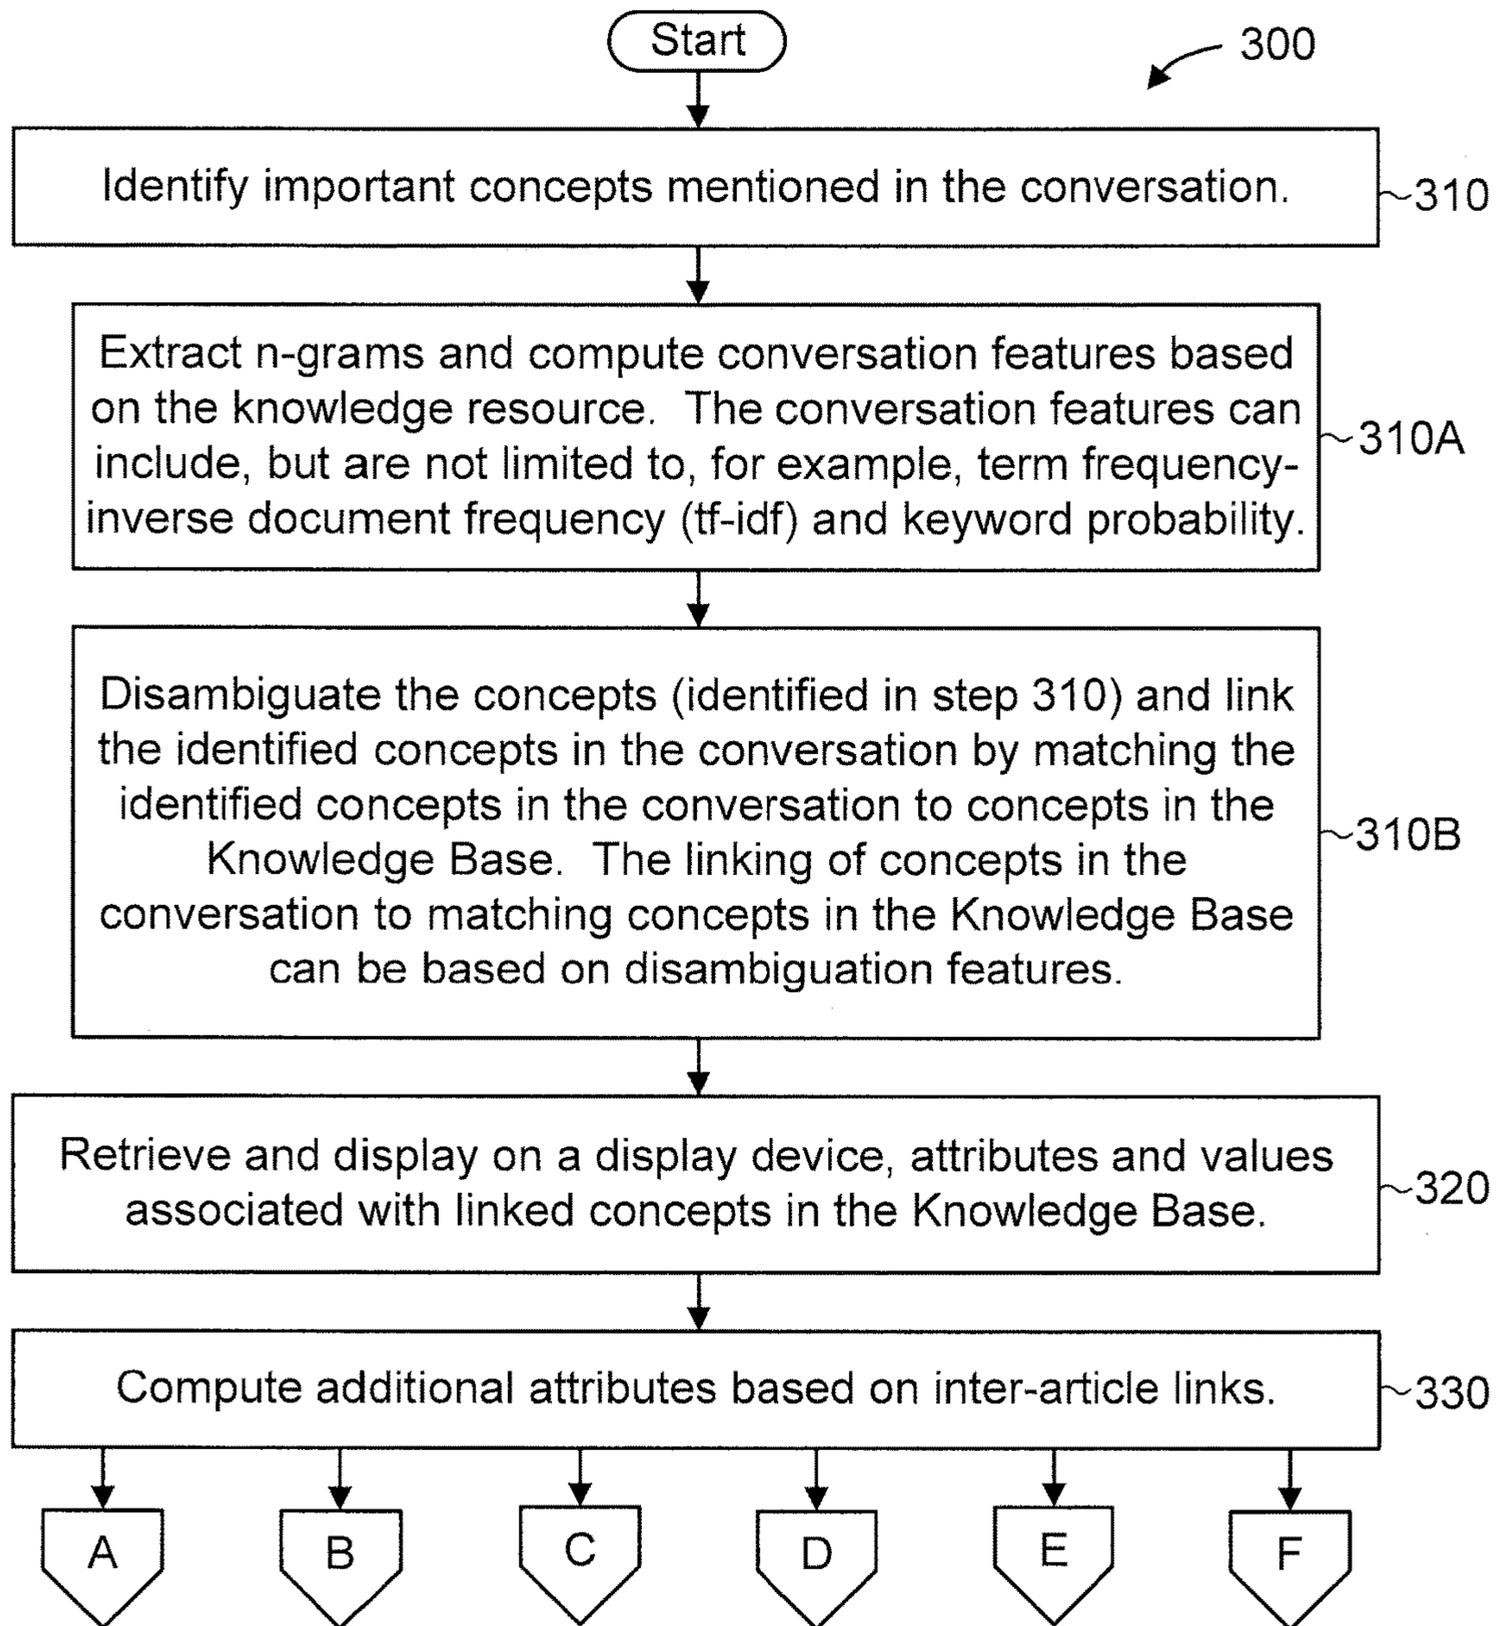 Start
300
Identify important concepts mentioned in the conversation.
310
Extract n-grams and compute conversation features based
on the knowledge resource.  The conversation features can
include, but are not limited to, for example, term frequency-
inverse document frequency (tf-idf) and keyword probability.
310A
Disambiguate the concepts (identified in step 310) and link
the identified concepts in the conversation by matching the
identified concepts in the conversation to concepts in the
Knowledge Base.  The linking of concepts in the
conversation to matching concepts in the Knowledge Base
can be based on disambiguation features.
310B
Retrieve and display on a display device, attributes and values
associated with linked concepts in the Knowledge Base.
320
Compute additional attributes based on inter-article links.
330
A B C D E F